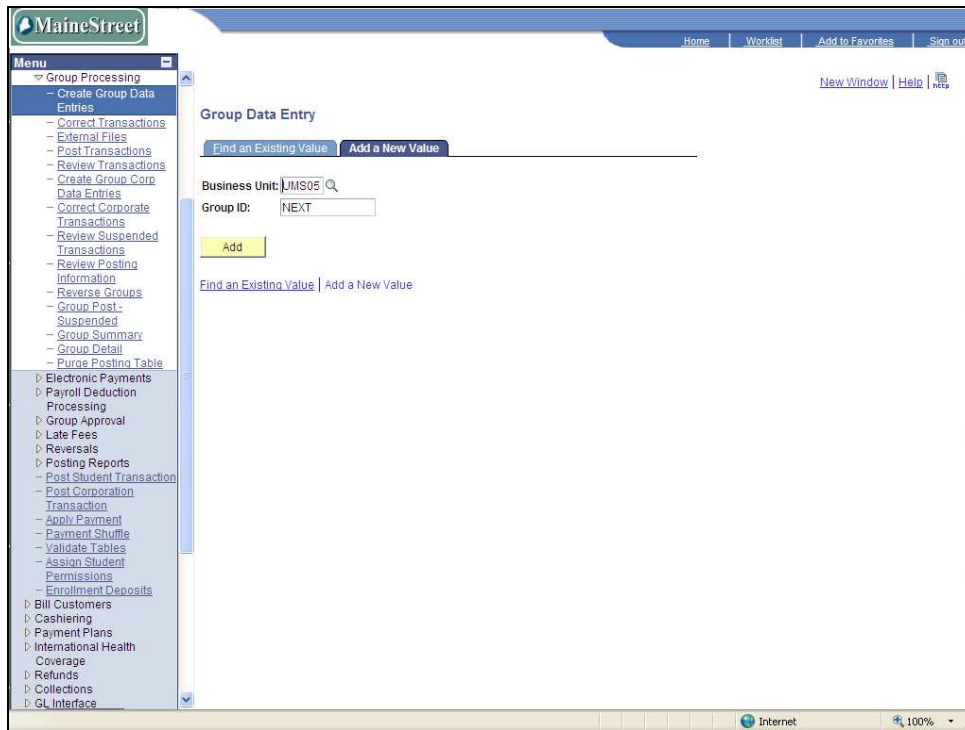 MaineStreet
Home | Worklist | Add to Favorites | Sign out
Menu
Group Processing
– Create Group Data
Entries
– Correct Transactions
– External Files
– Post Transactions
– Review Transactions
– Create Group Corp
Data Entries
– Correct Corporate
Transactions
– Review Suspended
Transactions
– Review Posting
Information
– Reverse Groups
– Group Post -
Suspended
– Group Summary
– Group Detail
– Purge Posting Table
Electronic Payments
Payroll Deduction
Processing
Group Approval
Late Fees
Reversals
Posting Reports
– Post Student Transaction
– Post Corporation
Transaction
– Apply Payment
– Payment Shuffle
– Validate Tables
– Assign Student
Permissions
– Enrollment Deposits
Bill Customers
Cashiering
Payment Plans
International Health
Coverage
Refunds
Collections
GL Interface
New Window | Help | http
Group Data Entry
Find an Existing Value Add a New Value
Business Unit: UMS05
Group ID: NEXT
Add
Find an Existing Value | Add a New Value
Internet 100%